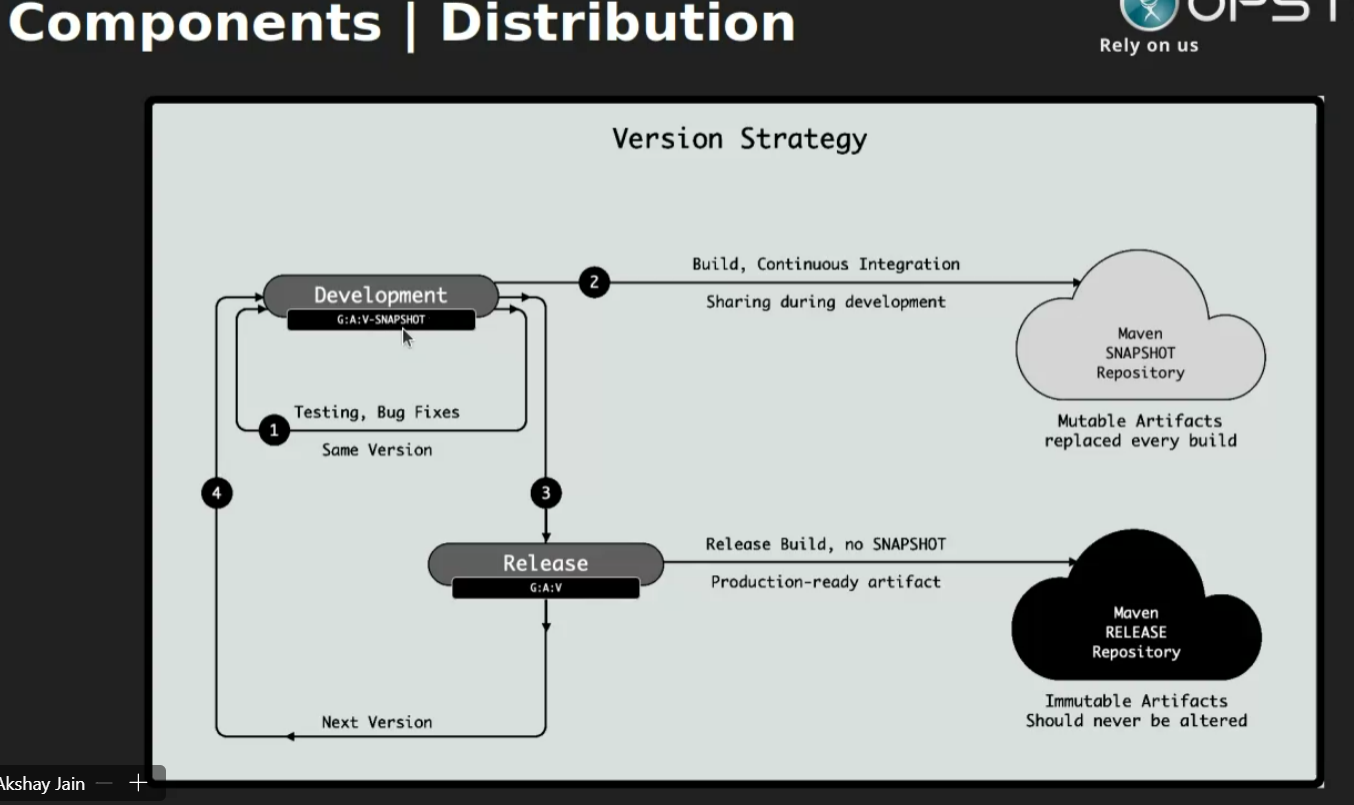 Components | Distribution
Rely on us
Version Strategy
Build, Continuous Integration
2
Sharing during development
Development
G:A:V-SNAPSHOT
Maven
SNAPSHOT
Repository
Mutable Artifacts
replaced every build
Testing, Bug Fixes
1
Same Version
4
3
Release
G:A:V
Release Build, no SNAPSHOT
Production-ready artifact
Maven
RELEASE
Repository
Immutable Artifacts
Should never be altered
Next Version
Akshay Jain